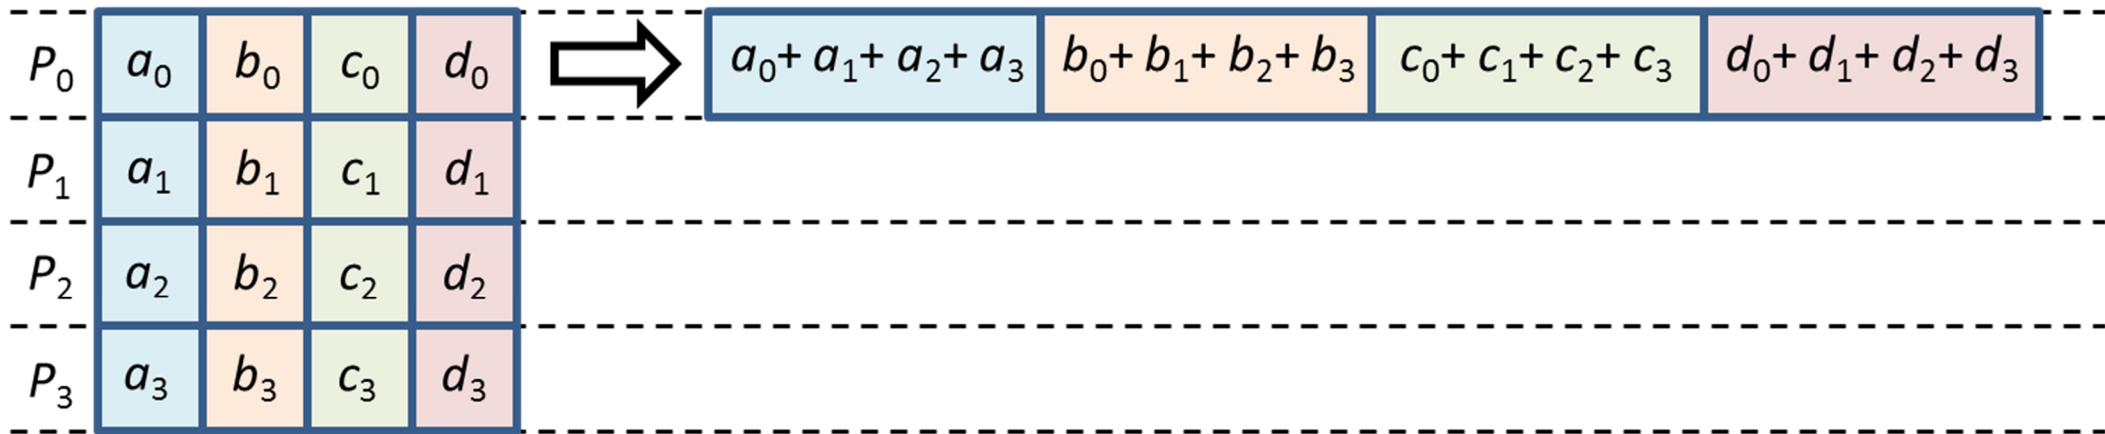 P₀ a₀ b₀ c₀ d₀ a₀+ a₁+ a₂+ a₃ b₀+ b₁+ b₂+ b₃ c₀+ c₁+ c₂+ c₃ d₀+ d₁+ d₂+ d₃
P₁ a₁ b₁ c₁ d₁
P₂ a₂ b₂ c₂ d₂
P₃ a₃ b₃ c₃ d₃